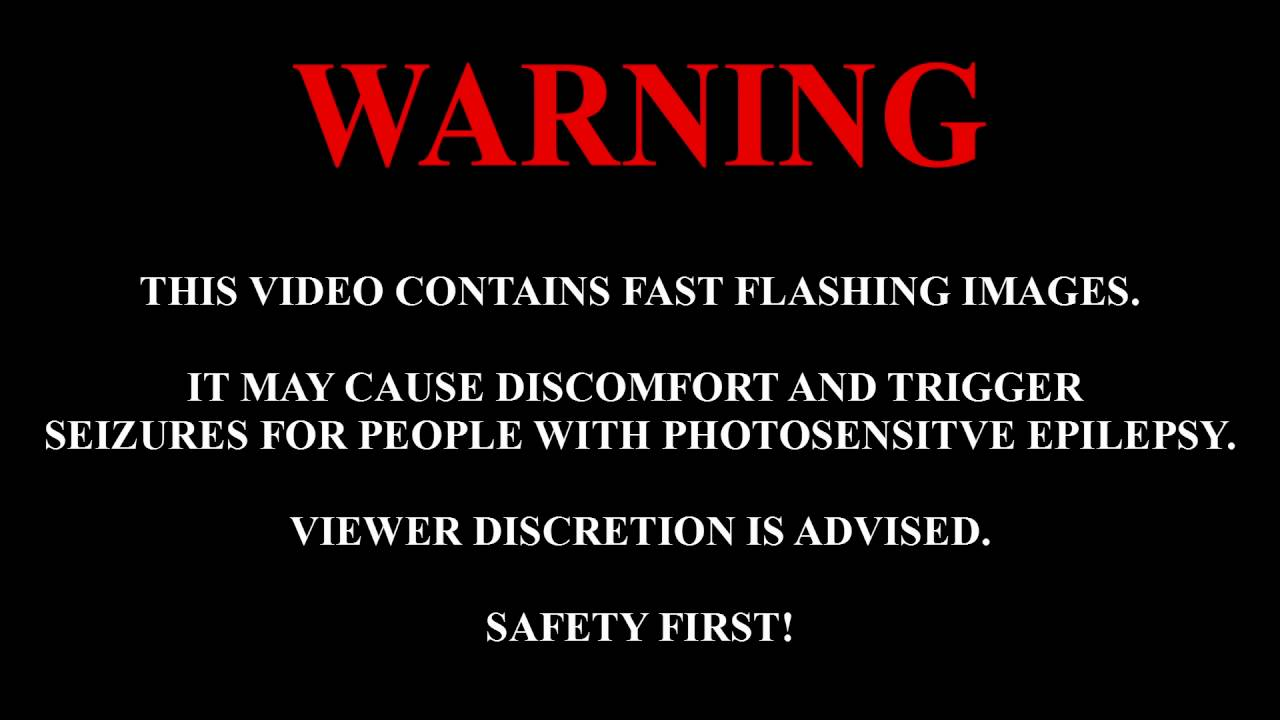 WARNING
THIS VIDEO CONTAINS FAST FLASHING IMAGES.
IT MAY CAUSE DISCOMFORT AND TRIGGER
SEIZURES FOR PEOPLE WITH PHOTOSENSITVE EPILEPSY.
VIEWER DISCRETION IS ADVISED.
SAFETY FIRST!